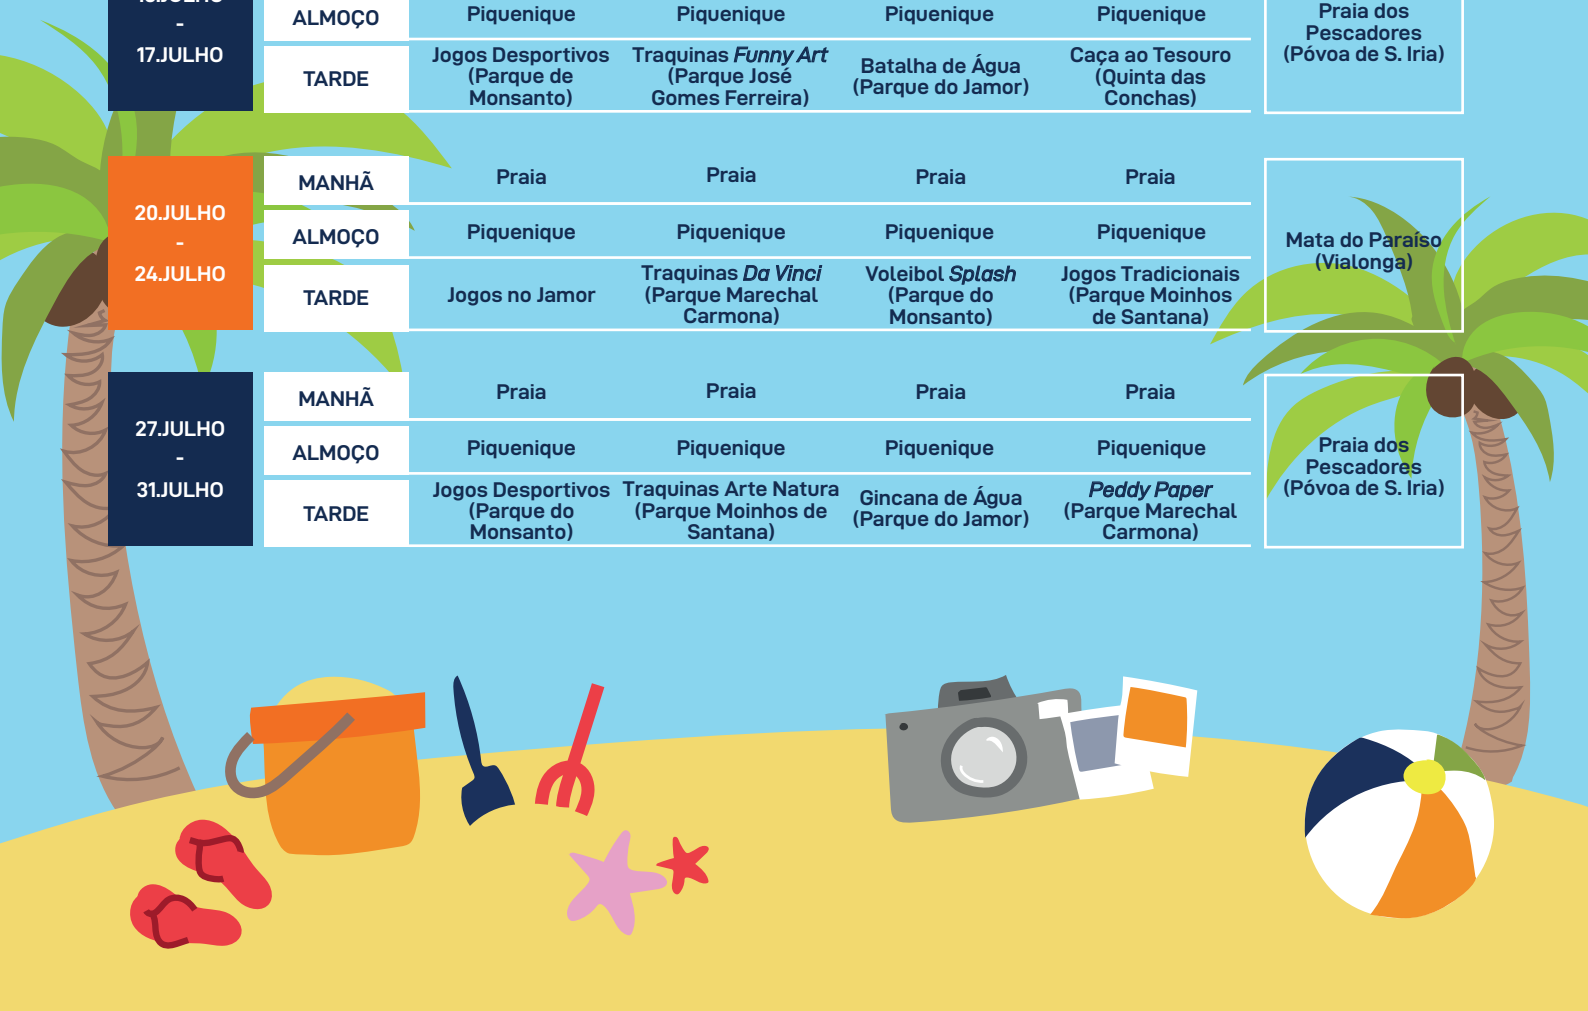 ALMOÇO Piquenique Piquenique Piquenique Piquenique
-
17.JULHO
TARDE
Jogos Desportivos
(Parque de
Monsanto)
Traquinas Funny Art
(Parque José
Gomes Ferreira)
Batalha de Água
(Parque do Jamor)
Caça ao Tesouro
(Quinta das
Conchas)
Praia dos
Pescadores
(Póvoa de S. Iria)
20.JULHO
-
24.JULHO
MANHÃ Praia Praia Praia Praia
ALMOÇO Piquenique Piquenique Piquenique Piquenique
TARDE
Jogos no Jamor
Traquinas Da Vinci
(Parque Marechal
Carmona)
Voleibol Splash
(Parque do
Monsanto)
Jogos Tradicionais
(Parque Moinhos
de Santana)
Mata do Paraíso
(Vialonga)
27.JULHO
-
31.JULHO
MANHÃ Praia Praia Praia Praia
ALMOÇO Piquenique Piquenique Piquenique Piquenique
TARDE
Jogos Desportivos
(Parque do
Monsanto)
Traquinas Arte Natura
(Parque Moinhos de
Santana)
Gincana de Água
(Parque do Jamor)
Peddy Paper
(Parque Marechal
Carmona)
Praia dos
Pescadores
(Póvoa de S. Iria)